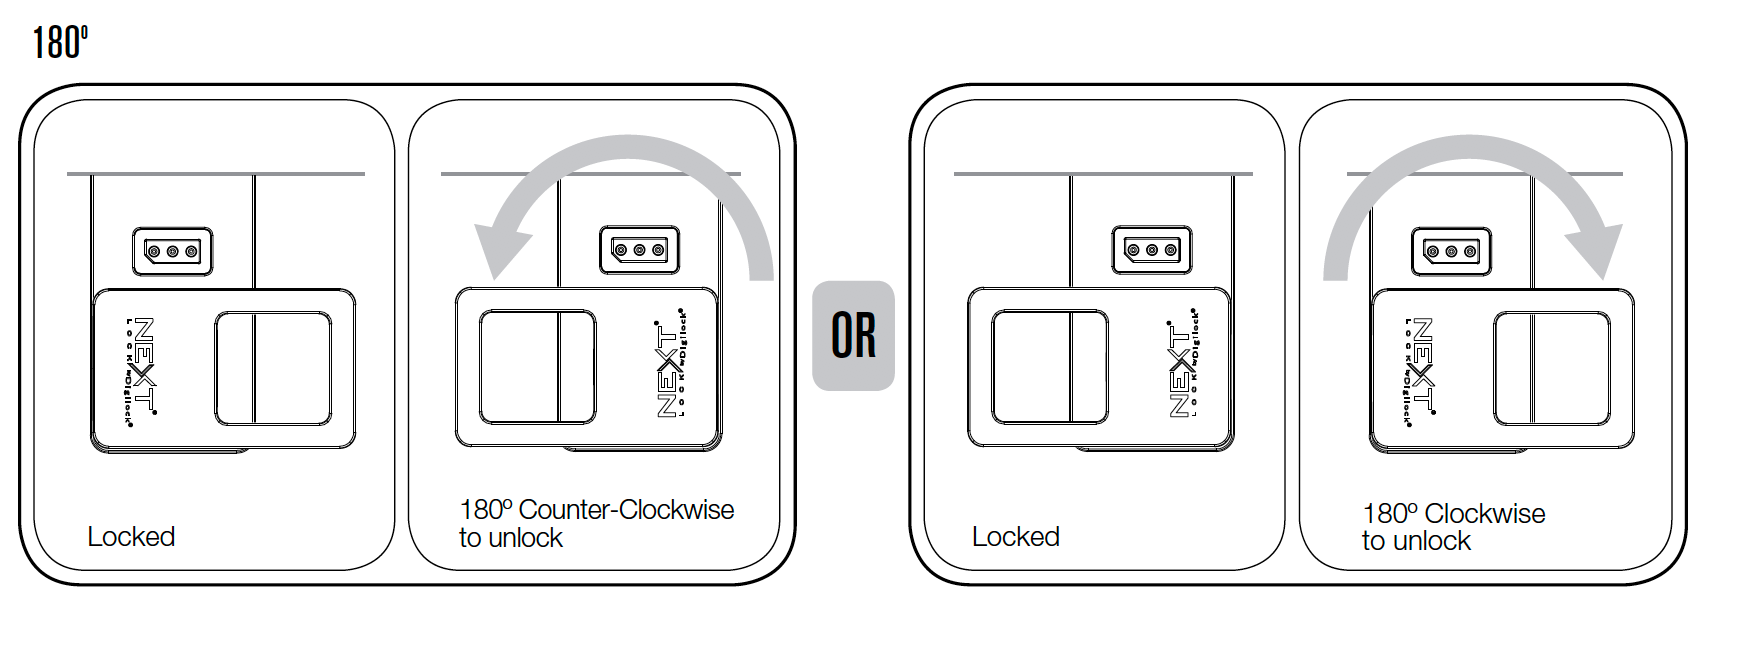 180º
NEXT
LOCK by Digilock®
Locked
NEXT
LOCK by Digilock®
180º Counter-Clockwise
to unlock
OR
NEXT
LOCK by Digilock®
Locked
NEXT
LOCK by Digilock®
180º Clockwise
to unlock